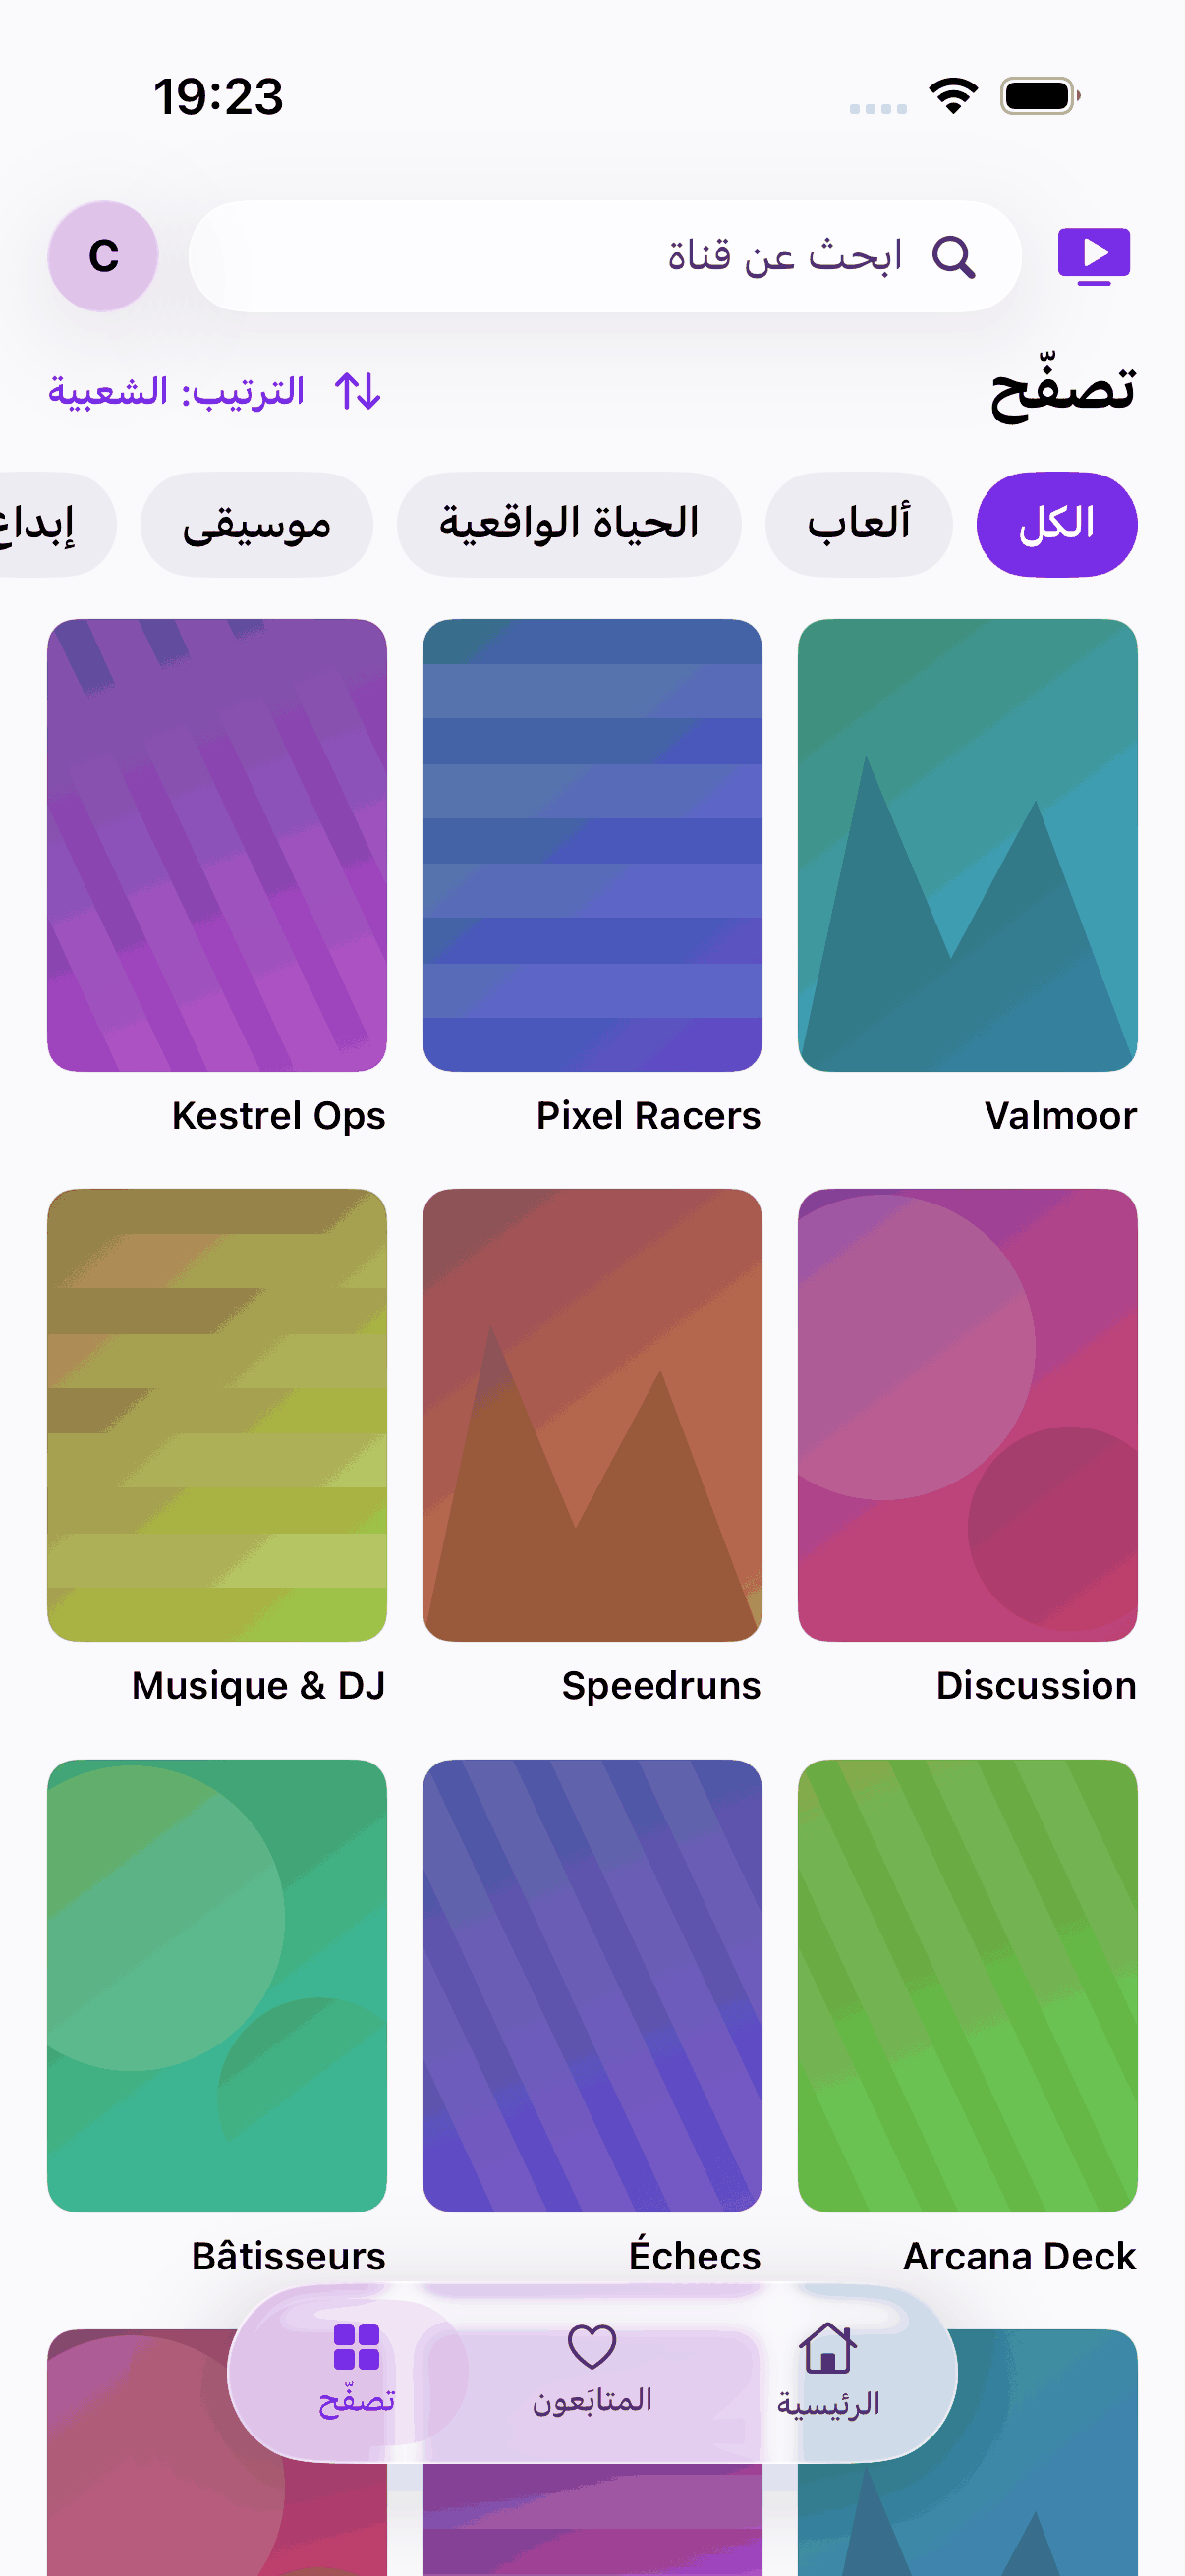 19:23
ابحث عن قناة
C
تصفّح
الترتيب: الشعبية
الكل
ألعاب
الحياة الواقعية
موسيقى
إبداع
Valmoor
Pixel Racers
Kestrel Ops
Discussion
Speedruns
Musique & DJ
Arcana Deck
Échecs
Bâtisseurs
الرئيسية
المتابَعون
تصفّح